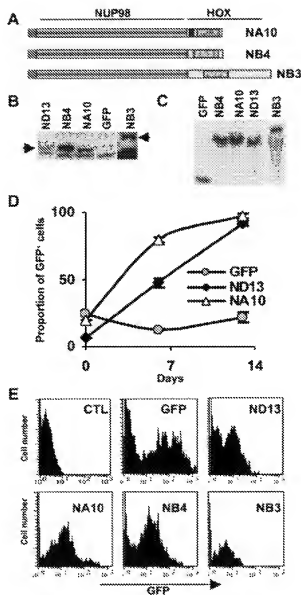 A
NUP98 HOX
NA10
NB4
NB3
B
ND13 NB4 NA10 GFP NB3
C
GFP NB4 NA10 ND13 NB3
D
Proportion of GFP⁺ cells
100
50
0
0 7 14
Days
GFP
ND13
NA10
E
Cell number
CTL
GFP
ND13
Cell number
NA10
NB4
NB3
GFP